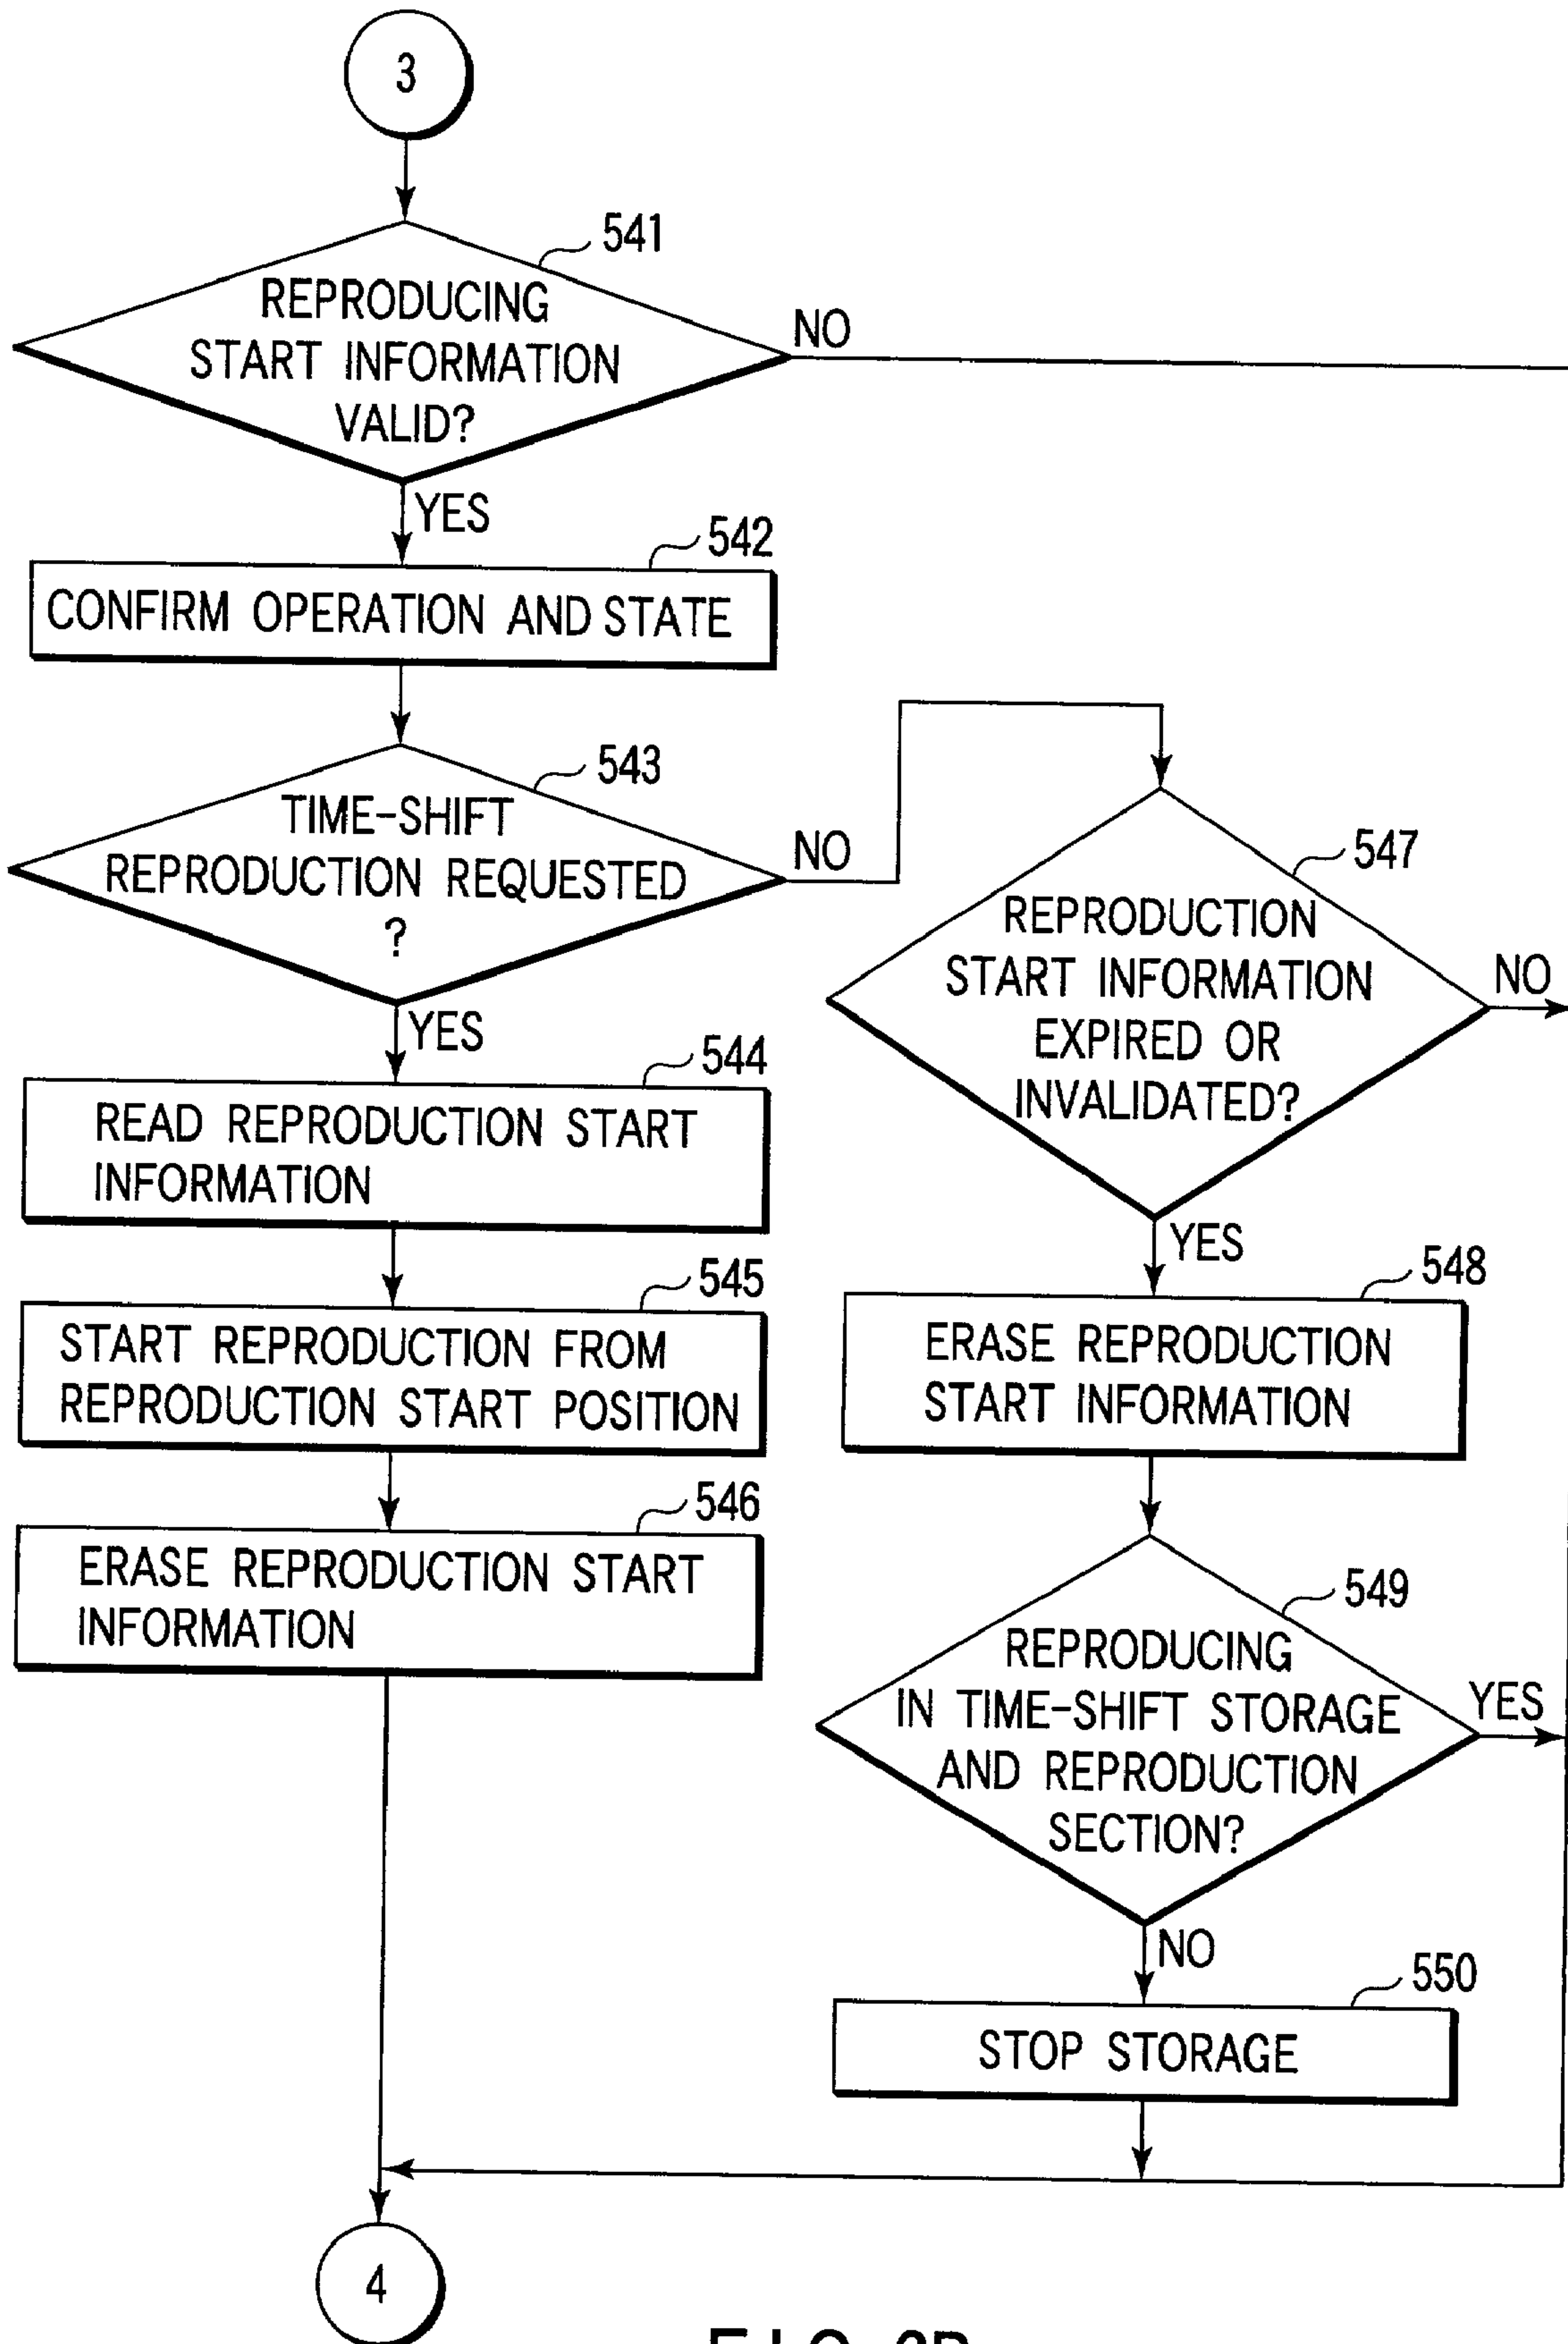 3
541
REPRODUCING
START INFORMATION
VALID?
NO
YES
542
CONFIRM OPERATION AND STATE
543
TIME-SHIFT
REPRODUCTION REQUESTED
?
NO
YES
547
REPRODUCTION
START INFORMATION
EXPIRED OR
INVALIDATED?
NO
YES
544
READ REPRODUCTION START
INFORMATION
545
START REPRODUCTION FROM
REPRODUCTION START POSITION
546
ERASE REPRODUCTION START
INFORMATION
548
ERASE REPRODUCTION
START INFORMATION
549
REPRODUCING
IN TIME-SHIFT STORAGE
AND REPRODUCTION
SECTION?
YES
NO
550
STOP STORAGE
4